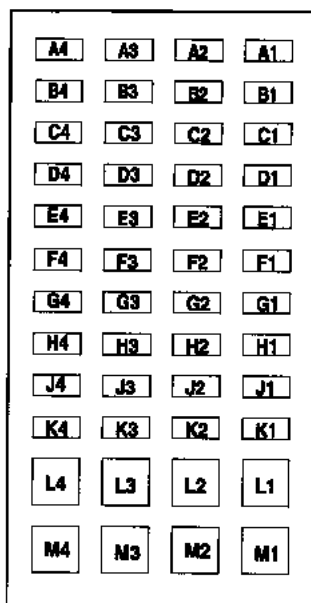 A4 A3 A2 A1
B4 B3 B2 B1
C4 C3 C2 C1
D4 D3 D2 D1
E4 E3 E2 E1
F4 F3 F2 F1
G4 G3 G2 G1
H4 H3 H2 H1
J4 J3 J2 J1
K4 K3 K2 K1
L4 L3 L2 L1
M4 M3 M2 M1